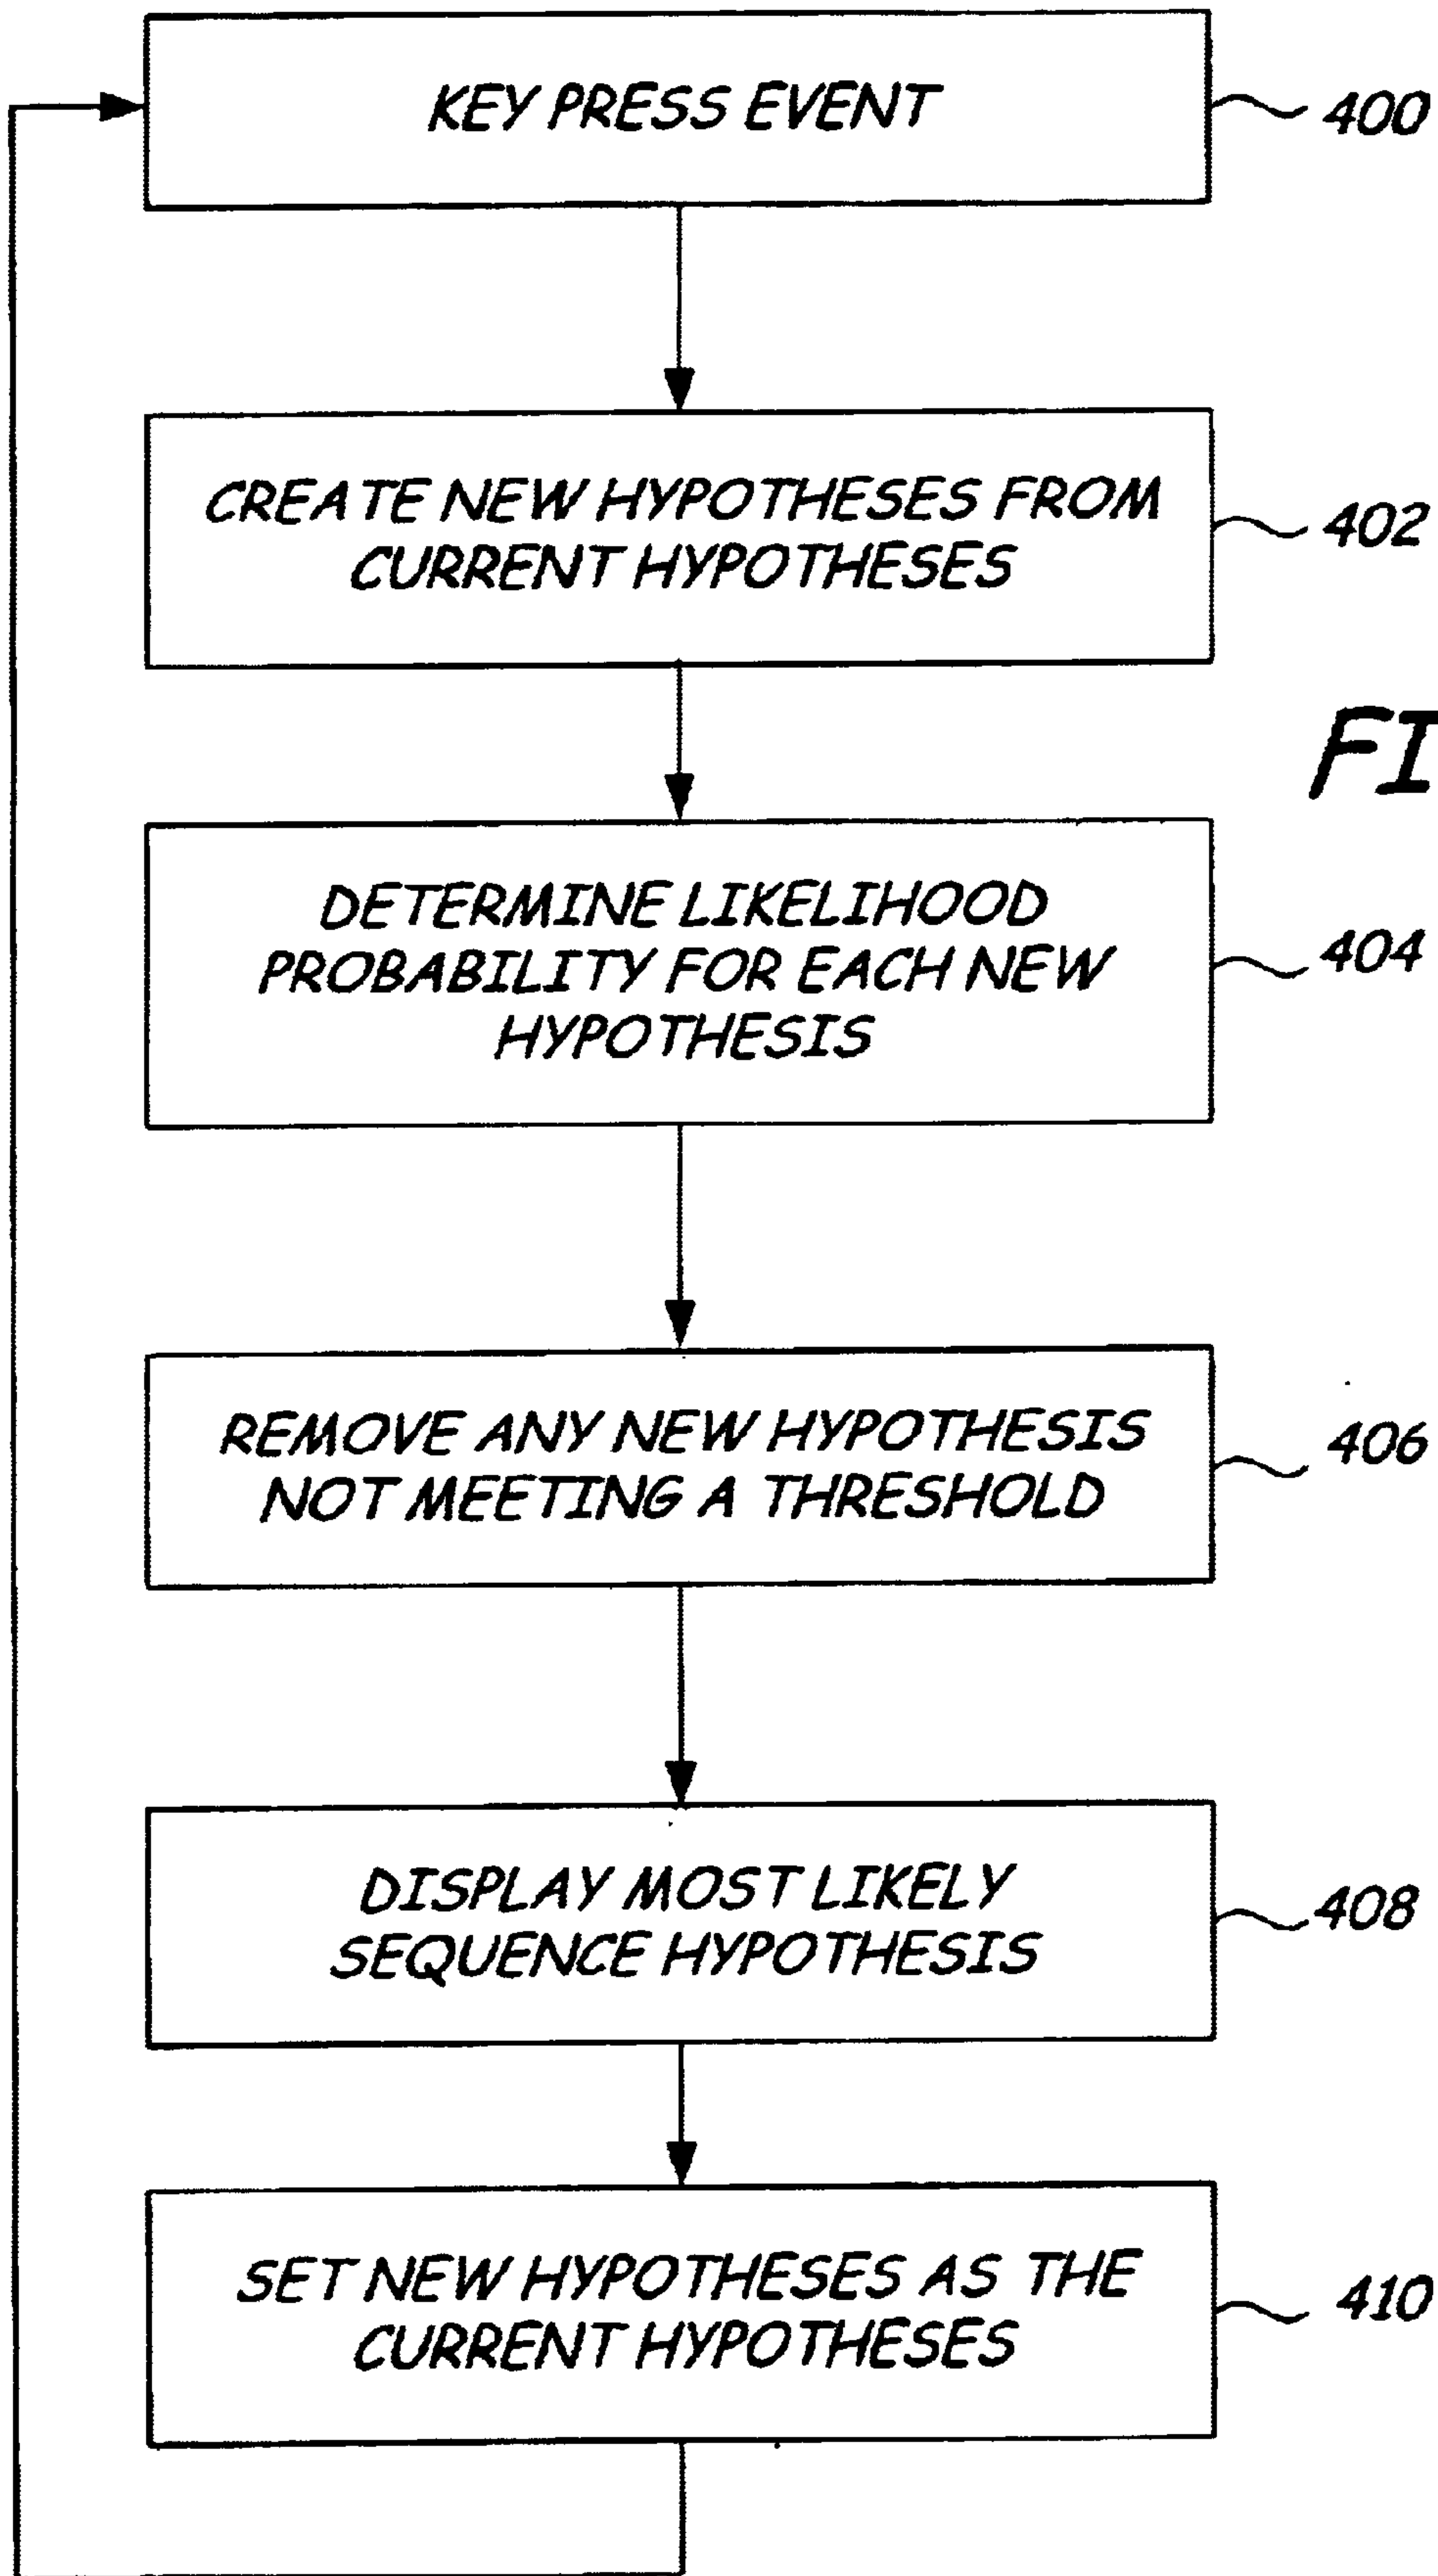 KEY PRESS EVENT
400
CREATE NEW HYPOTHESES FROM
CURRENT HYPOTHESES
402
FI
DETERMINE LIKELIHOOD
PROBABILITY FOR EACH NEW
HYPOTHESIS
404
REMOVE ANY NEW HYPOTHESIS
NOT MEETING A THRESHOLD
406
DISPLAY MOST LIKELY
SEQUENCE HYPOTHESIS
408
SET NEW HYPOTHESES AS THE
CURRENT HYPOTHESES
410